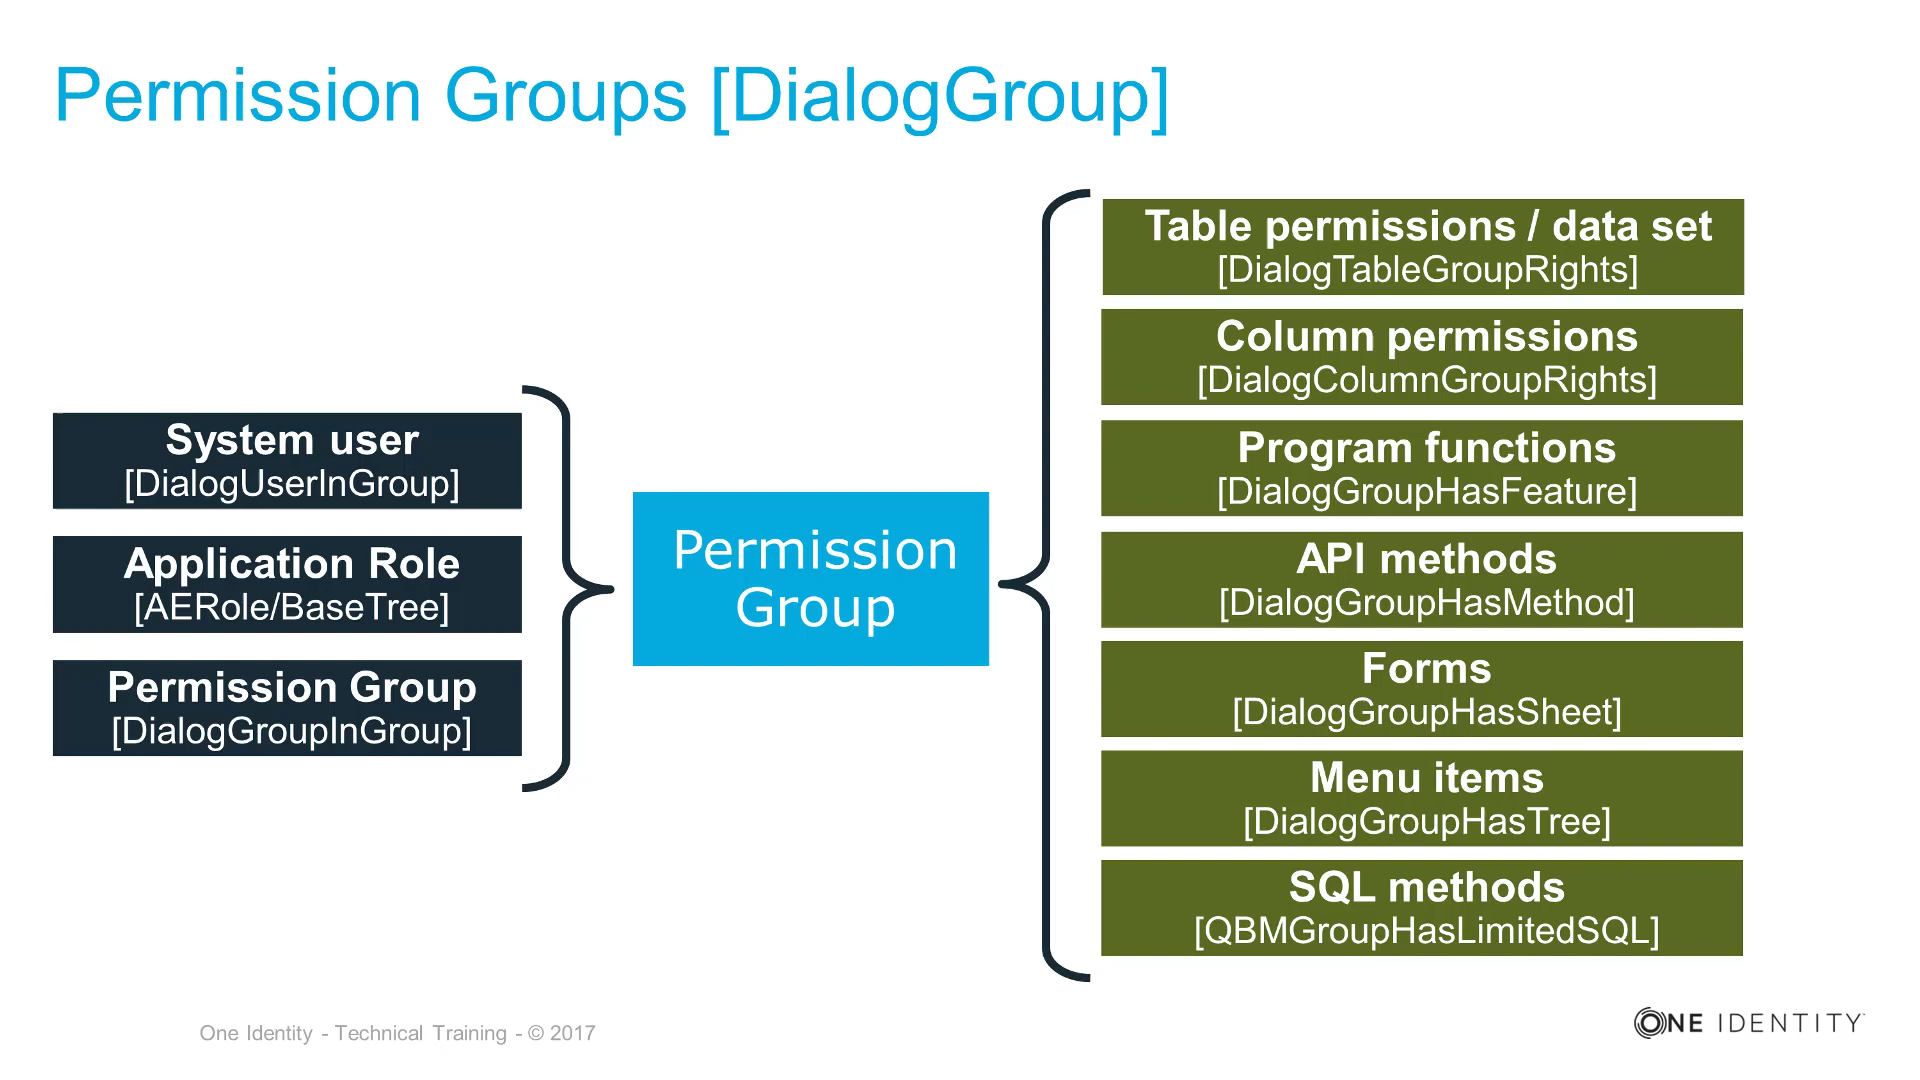 Permission Groups [DialogGroup]
System user
[DialogUserInGroup]
Application Role
[AERole/BaseTree]
Permission Group
[DialogGroupInGroup]
Permission
Group
Table permissions / data set
[DialogTableGroupRights]
Column permissions
[DialogColumnGroupRights]
Program functions
[DialogGroupHasFeature]
API methods
[DialogGroupHasMethod]
Forms
[DialogGroupHasSheet]
Menu items
[DialogGroupHasTree]
SQL methods
[QBMGroupHasLimitedSQL]
One Identity - Technical Training - © 2017
ONE IDENTITY